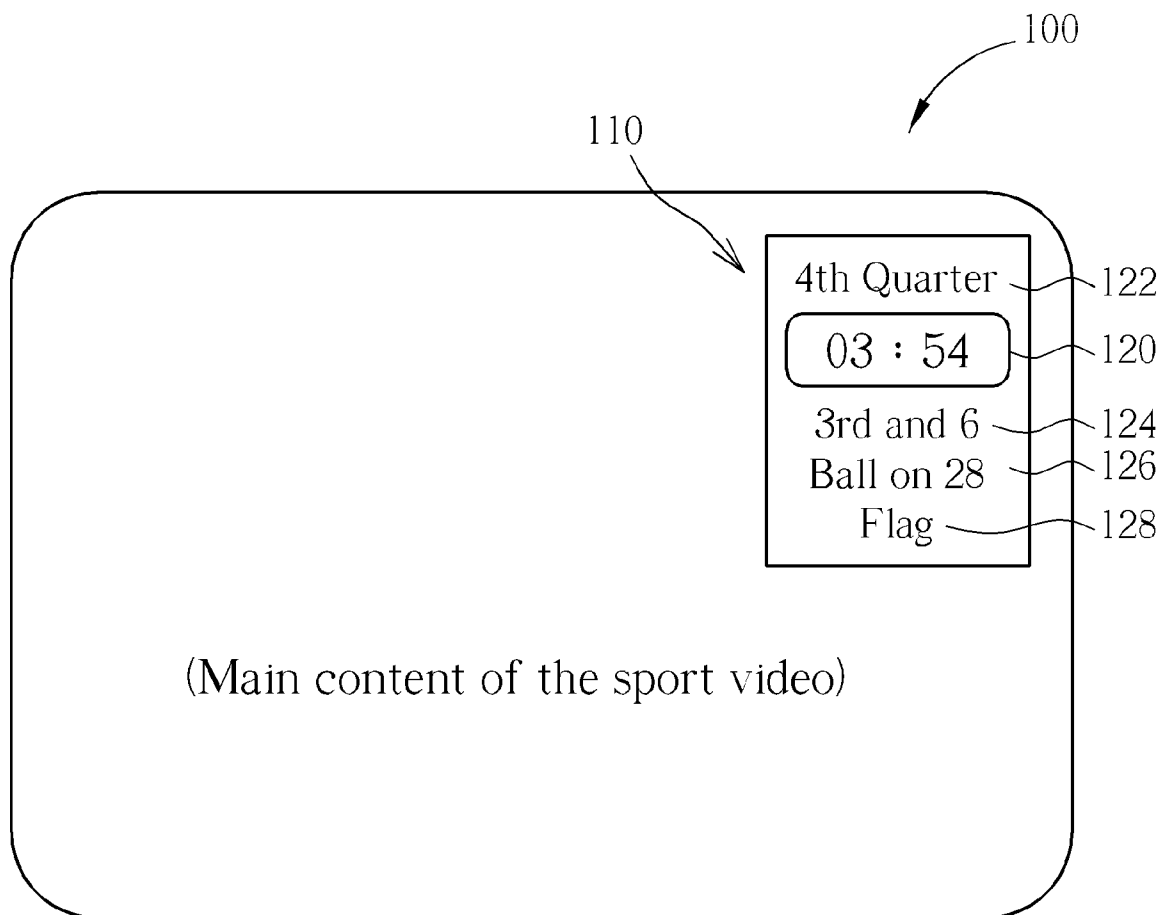 100
110
4th Quarter 122
03 : 54 120
3rd and 6 124
Ball on 28 126
Flag 128
(Main content of the sport video)